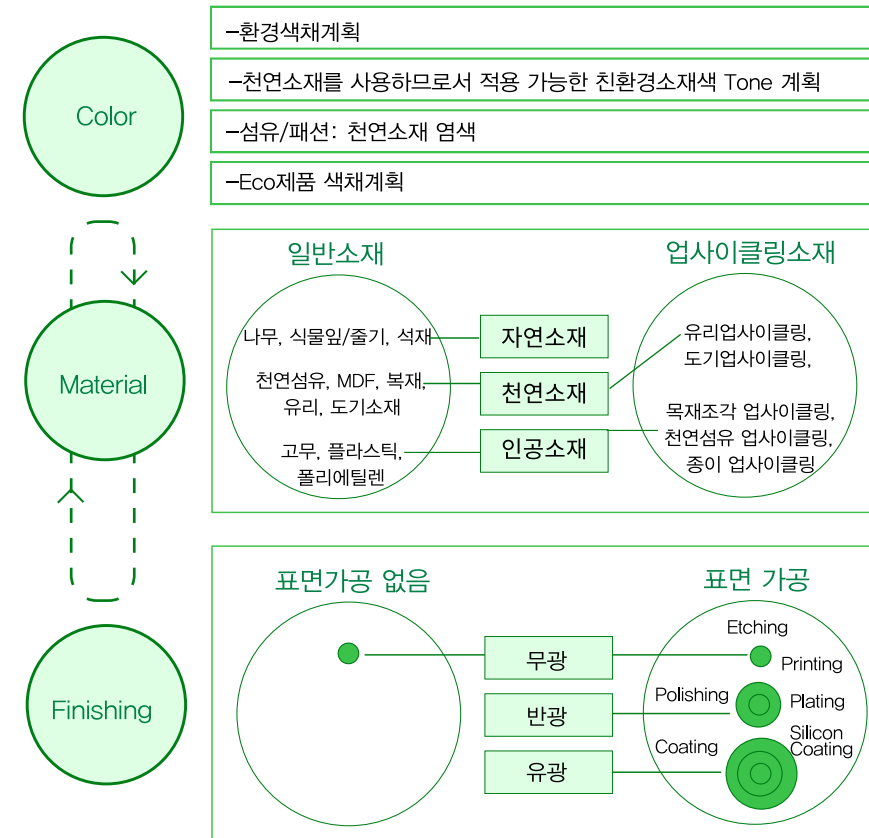 Color
–환경색채계획
–천연소재를 사용하므로서 적용 가능한 친환경소재색 Tone 계획
–섬유/패션: 천연소재 염색
–Eco제품 색채계획
Material
일반소재
업사이클링소재
나무, 식물잎/줄기, 석재
천연섬유, MDF, 복재,
유리, 도기소재
고무, 플라스틱,
폴리에틸렌
자연소재
천연소재
인공소재
유리업사이클링,
도기업사이클링,
목재조각 업사이클링,
천연섬유 업사이클링,
종이 업사이클링
Finishing
표면가공 없음
표면 가공
무광
반광
유광
Etching
Printing
Polishing
Plating
Coating
Silicon
Coating